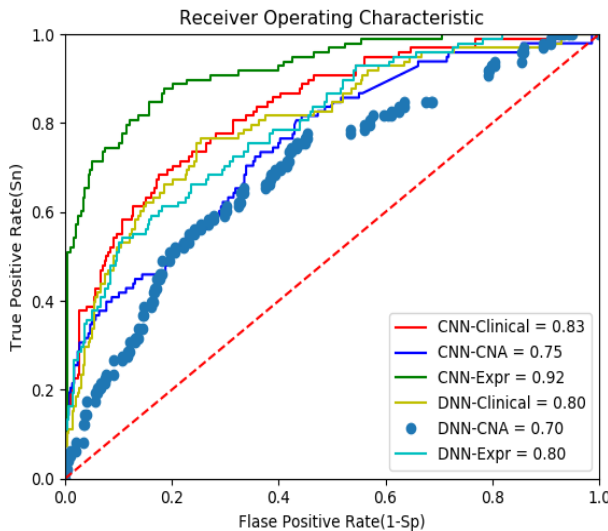 Receiver Operating Characteristic
True Positive Rate(Sn)
1.0
0.8
0.6
0.4
0.2
0.0
CNN-Clinical = 0.83
CNN-CNA = 0.75
CNN-Expr = 0.92
DNN-Clinical = 0.80
DNN-CNA = 0.70
DNN-Expr = 0.80
0.0 0.2 0.4 0.6 0.8 1.0
Flase Positive Rate(1-Sp)